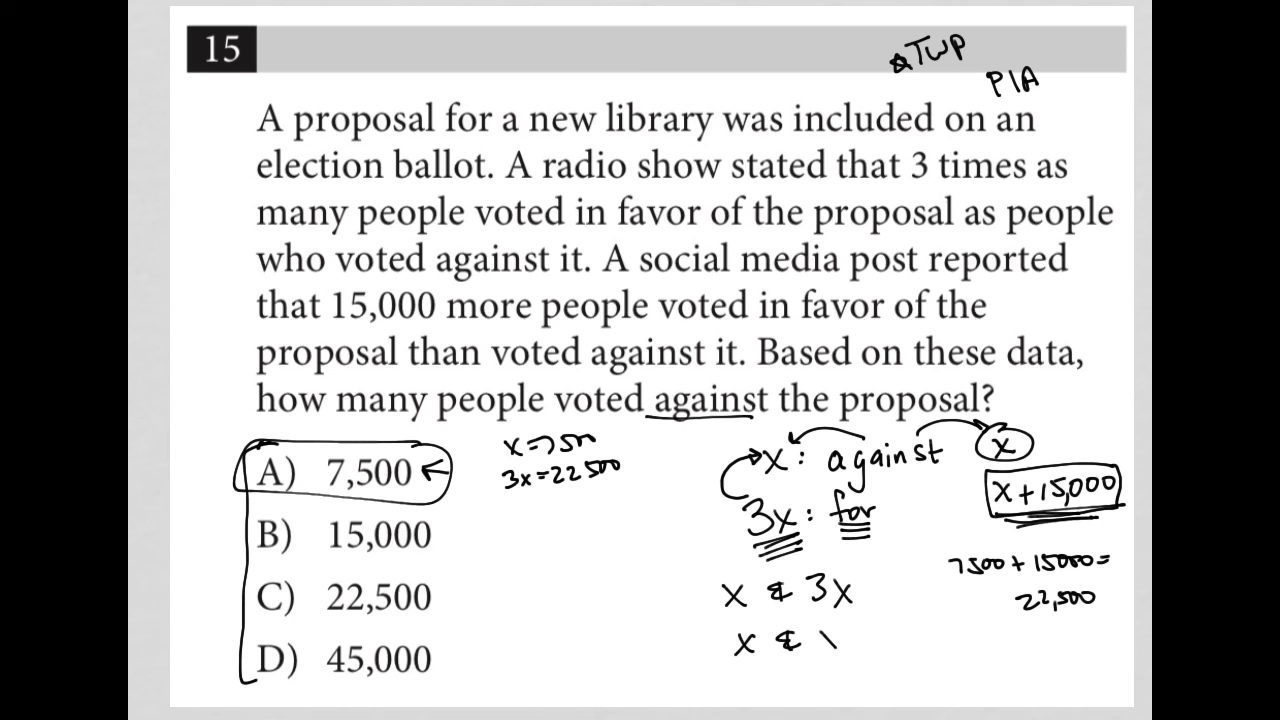 15
☆TWP
PIA
A proposal for a new library was included on an
election ballot. A radio show stated that 3 times as
many people voted in favor of the proposal as people
who voted against it. A social media post reported
that 15,000 more people voted in favor of the
proposal than voted against it. Based on these data,
how many people voted against the proposal?
A) 7,500
B) 15,000
C) 22,500
D) 45,000
x=7500
3x=22500
x: against
3x: for
x & 3x
x & \
x
x+15,000
7500+15000=
22,500